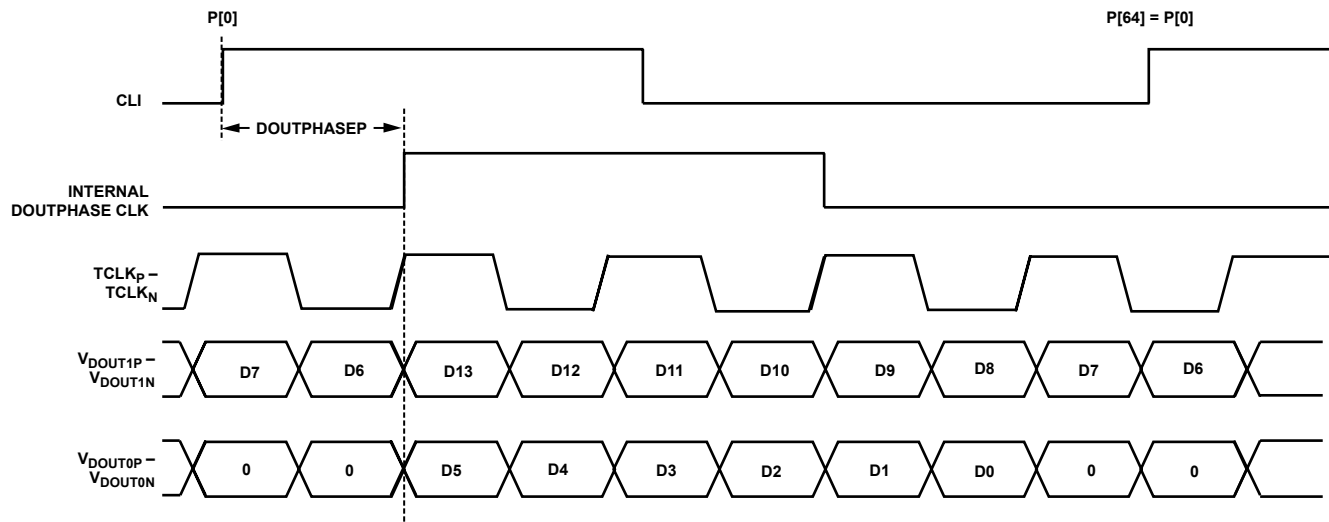 P[0]
P[64] = P[0]
CLI
DOUTPHASEP
INTERNAL
DOUTPHASE CLK
TCLKP –
TCLKN
VDOUT1P –
VDOUT1N
D7 D6 D13 D12 D11 D10 D9 D8 D7 D6
VDOUT0P –
VDOUT0N
0 0 D5 D4 D3 D2 D1 D0 0 0